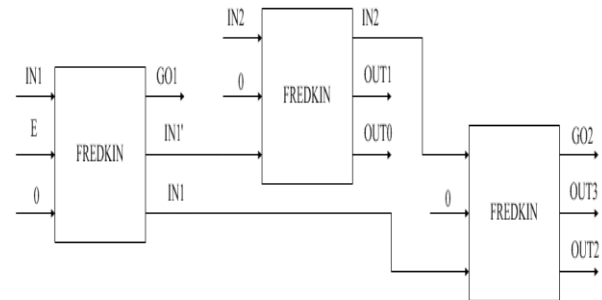 IN2
IN2
IN1
GO1
0
FREDKIN
OUT1
E
FREDKIN
IN1'
OUT0
GO2
0
IN1
0
FREDKIN
OUT3
OUT2